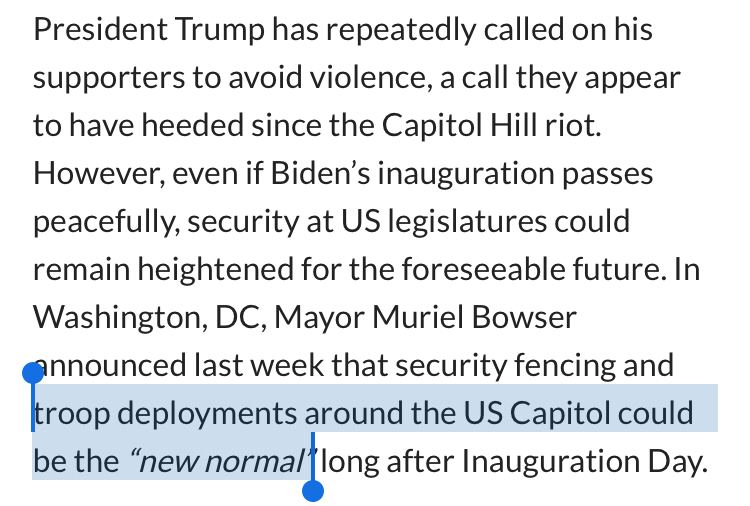 President Trump has repeatedly called on his
supporters to avoid violence, a call they appear
to have heeded since the Capitol Hill riot.
However, even if Biden’s inauguration passes
peacefully, security at US legislatures could
remain heightened for the foreseeable future. In
Washington, DC, Mayor Muriel Bowser
announced last week that security fencing and
troop deployments around the US Capitol could
be the “new normal” long after Inauguration Day.